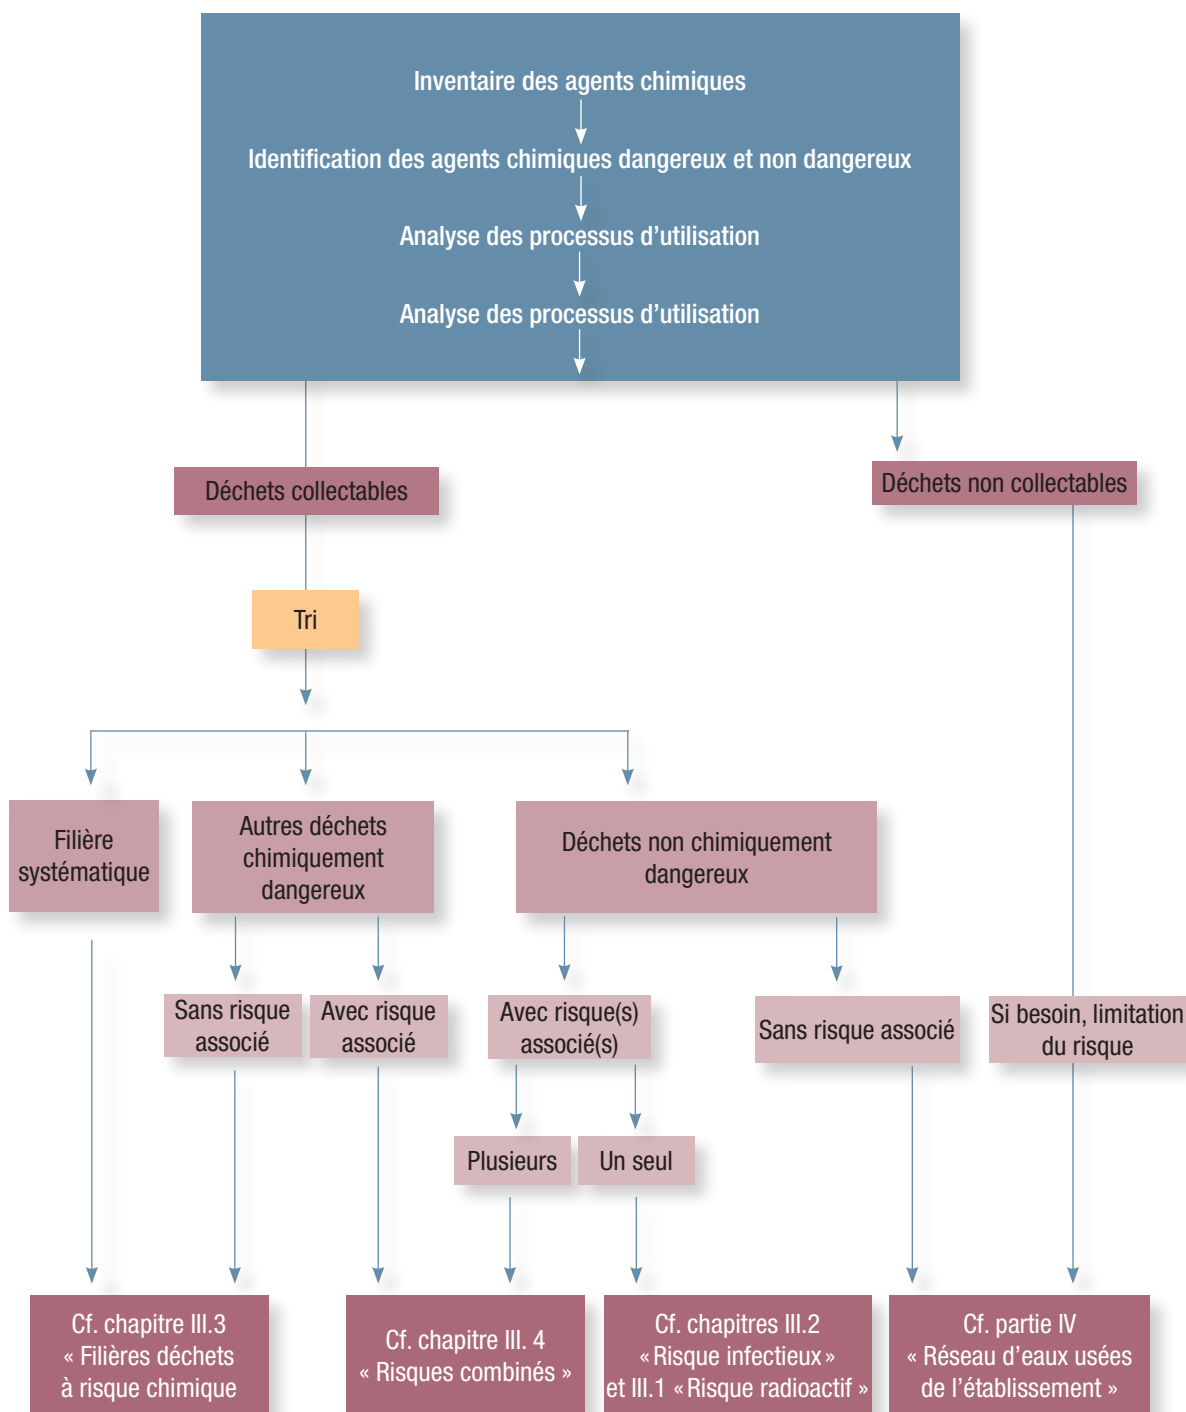 Inventaire des agents chimiques
Identification des agents chimiques dangereux et non dangereux
Analyse des processus d’utilisation
Analyse des processus d’utilisation
Déchets collectables
Déchets non collectables
Tri
Filière
systématique
Autres déchets
chimiquement
dangereux
Déchets non chimiquement
dangereux
Sans risque
associé
Avec risque
associé
Avec risque(s)
associé(s)
Sans risque associé
Si besoin, limitation
du risque
Plusieurs
Un seul
Cf. chapitre III.3
« Filières déchets
à risque chimique
Cf. chapitre III. 4
« Risques combinés »
Cf. chapitres III.2
« Risque infectieux »
et III.1 « Risque radioactif »
Cf. partie IV
« Réseau d’eaux usées
de l’établissement »